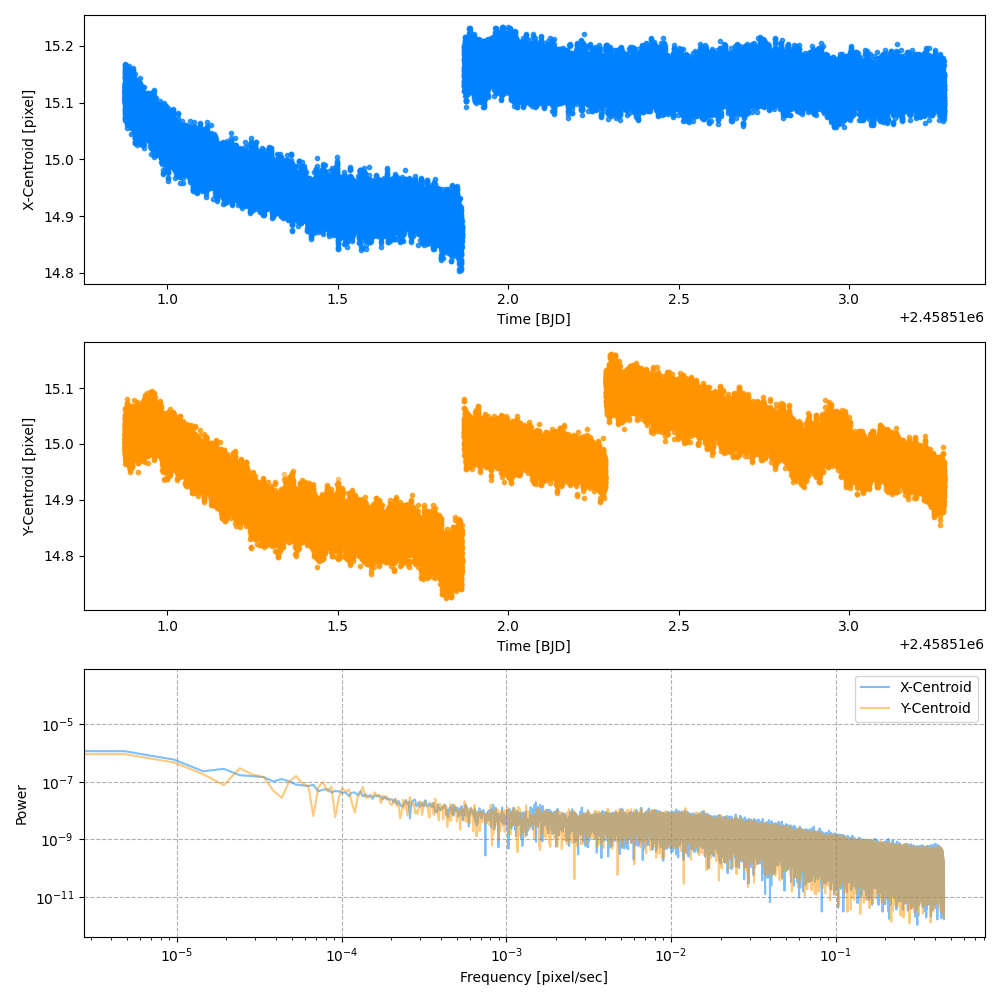 15.2
15.1
15.0
14.9
14.8
X-Centroid [pixel]
1.0 1.5 2.0 2.5 3.0
Time [BJD]
+2.45851e6
15.1
15.0
14.9
14.8
Y-Centroid [pixel]
1.0 1.5 2.0 2.5 3.0
Time [BJD]
+2.45851e6
X-Centroid
Y-Centroid
10⁻⁵
10⁻⁷
10⁻⁹
10⁻¹¹
Power
10⁻⁵ 10⁻⁴ 10⁻³ 10⁻² 10⁻¹
Frequency [pixel/sec]